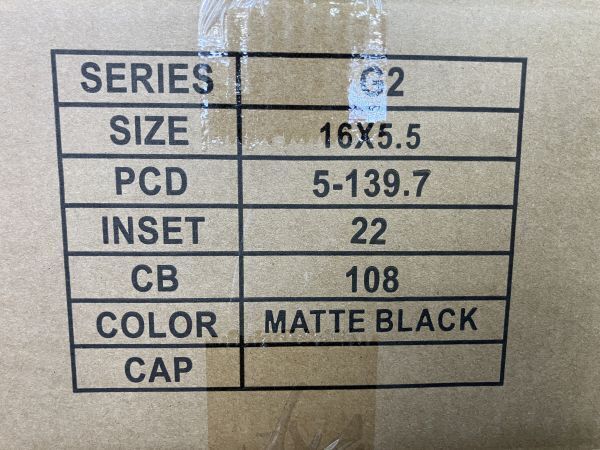 SERIES G2
SIZE 16X5.5
PCD 5-139.7
INSET 22
CB 108
COLOR MATTE BLACK
CAP